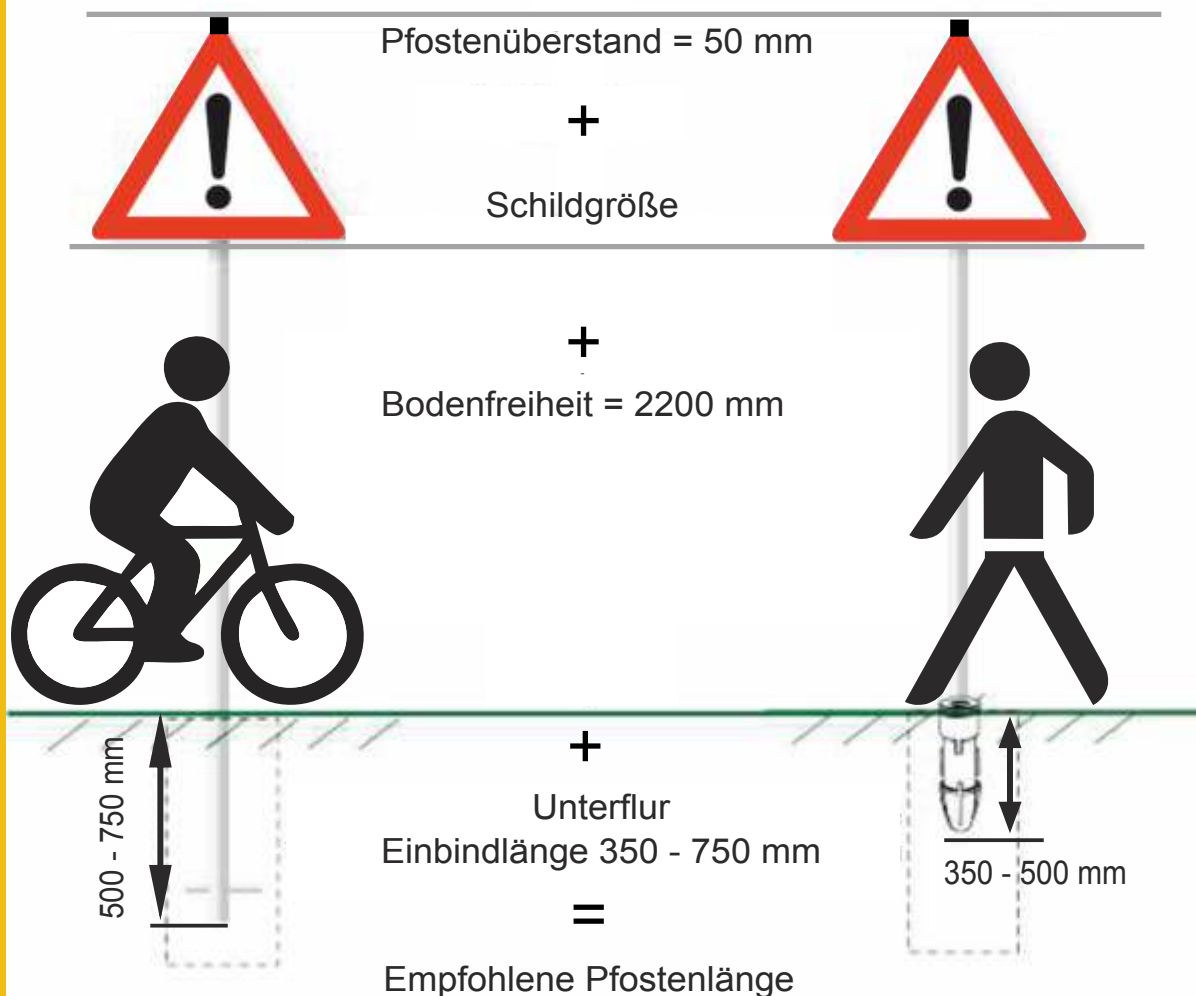 Pfostenüberstand = 50 mm
+
Schildgröße
+
Bodenfreiheit = 2200 mm
500 - 750 mm
+
Unterflur
Einbindlänge 350 - 750 mm
350 - 500 mm
=
Empfohlene Pfostenlänge